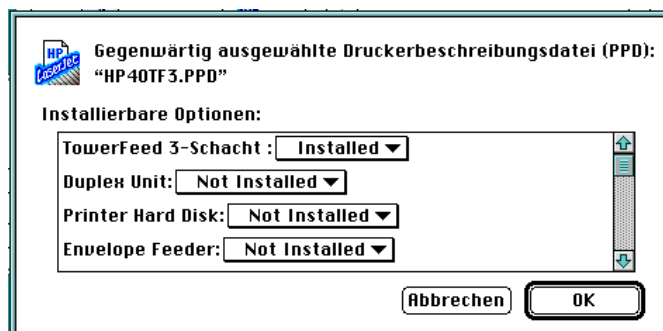 HP
LaserJet
Gegenwärtig ausgewählte Druckerbeschreibungsdatei (PPD):
“HP4OTF3.PPD”
Installierbare Optionen:
TowerFeed 3-Schacht : Installed
Duplex Unit: Not Installed
Printer Hard Disk: Not Installed
Envelope Feeder: Not Installed
Abbrechen OK